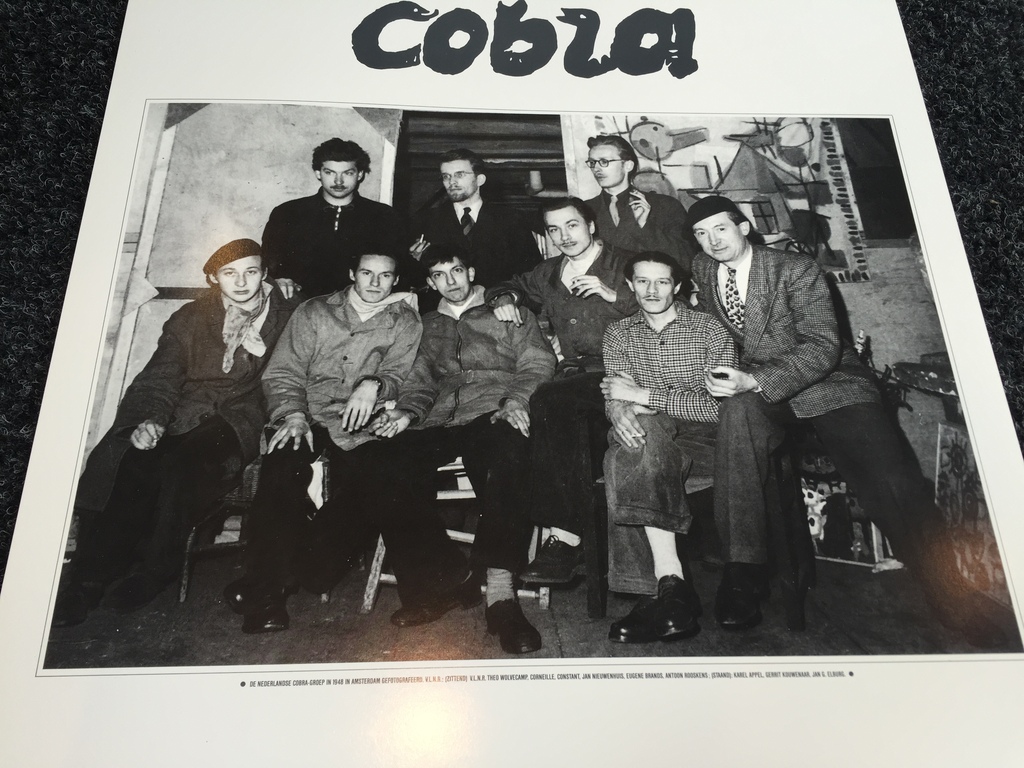 Cobra
● DE NEDERLANDSE COBRA-GROEP IN 1948 IN AMSTERDAM GEFOTOGRAFEERD. V.L.N.R.: (ZITTEND) V.L.N.R. THEO WOLVECAMP, CORNEILLE, CONSTANT, JAN NIEUWENHUIS, EUGENE BRANDS, ANTOON ROOSKENS; (STAAND): KAREL APPEL, GERRIT KOUWENAAR, JAN G. ELBURG. ●